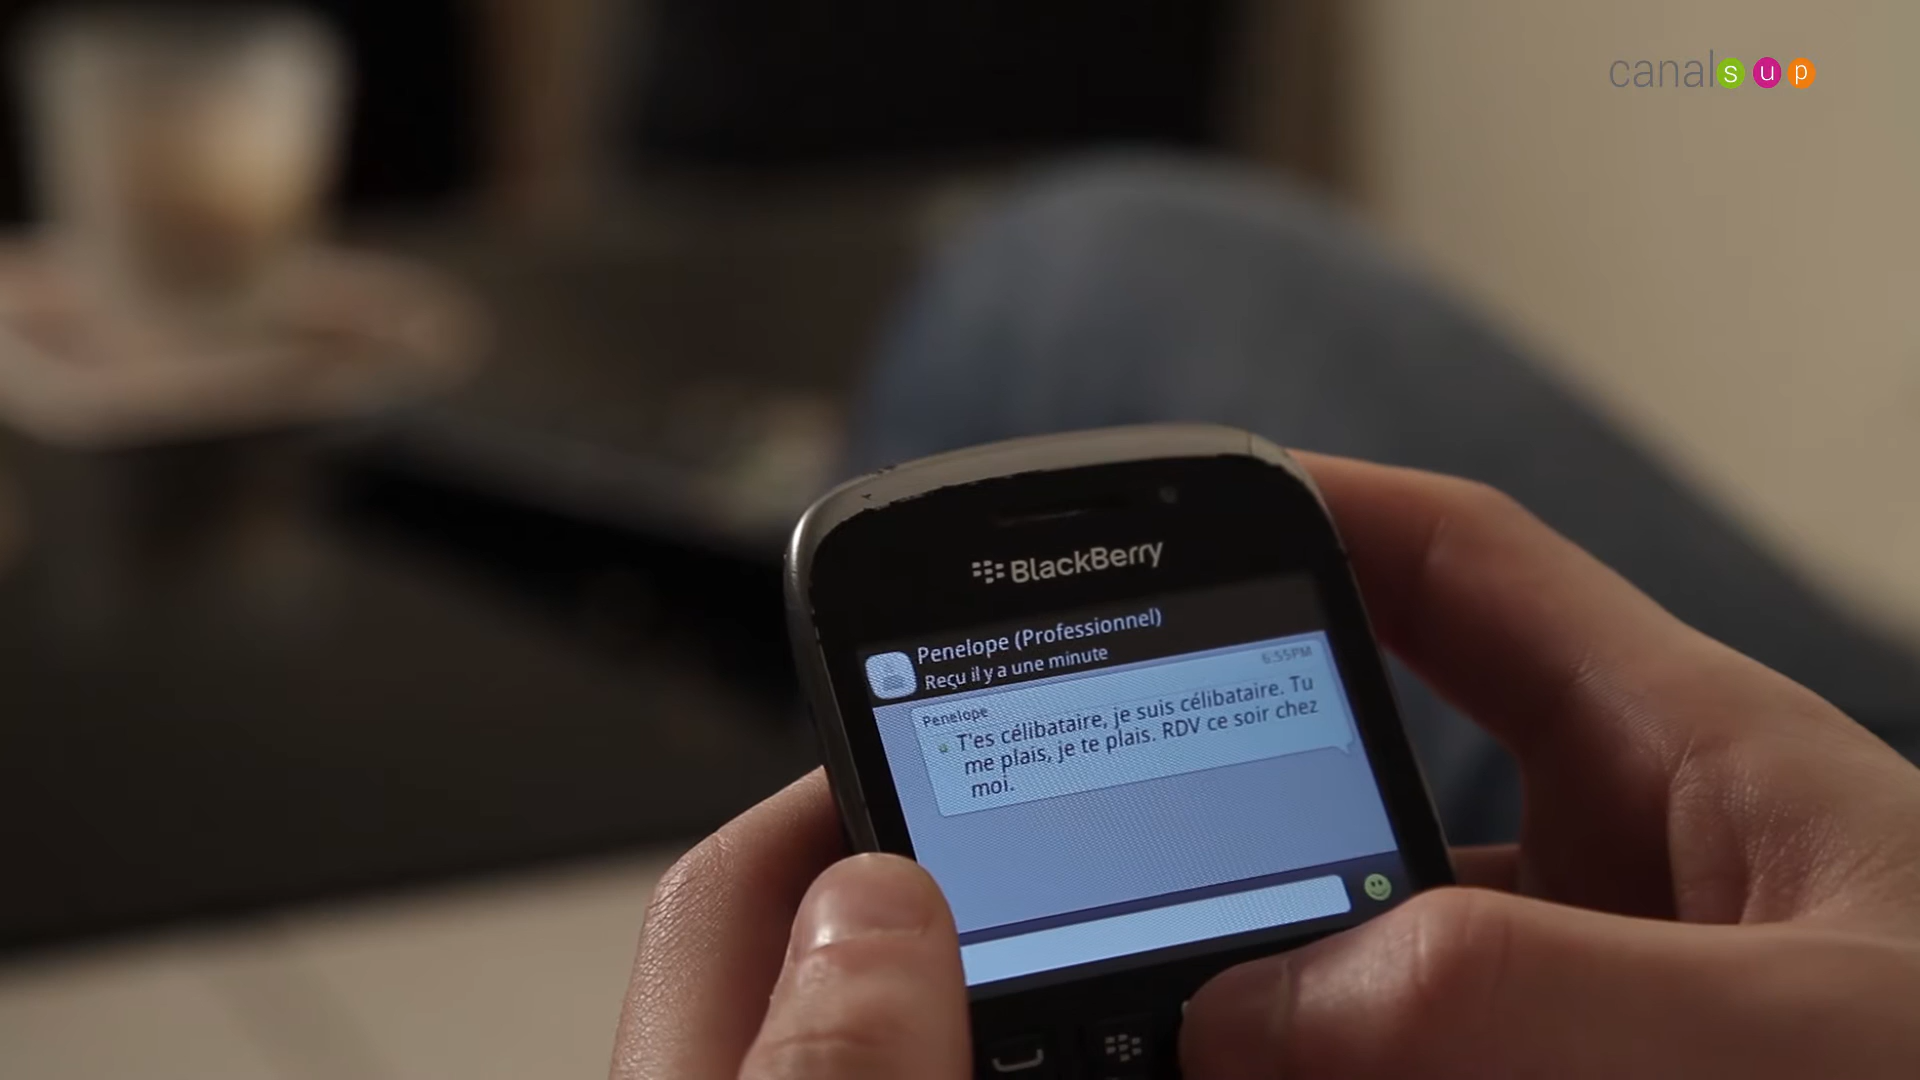 canalsup
BlackBerry
Penelope (Professionnel)
Reçu il y a une minute
6:55PM
Penelope
T'es célibataire, je suis célibataire. Tu
me plais, je te plais. RDV ce soir chez
moi.